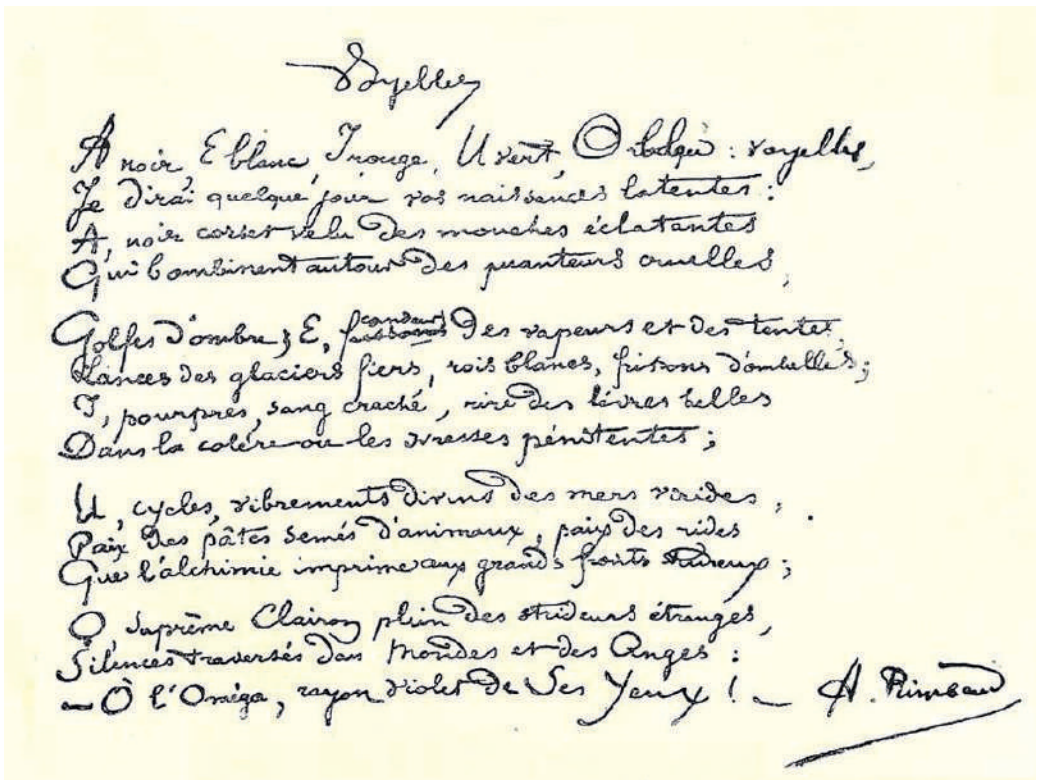 Voyelles
A noir, E blanc, I rouge, U vert, O bleu : voyelles,
Je dirai quelque jour vos naissances latentes :
A, noir corset velu des mouches éclatantes
Qui bombinent autour des puanteurs cruelles,
Golfes d'ombre ; E, candeurs des vapeurs et des tentes,
Lances des glaciers fiers, rois blancs, frissons d'ombelles ;
I, pourpres, sang craché, rire des lèvres belles
Dans la colère ou les ivresses pénitentes ;
U, cycles, vibrements divins des mers virides,
Paix des pâtis semés d'animaux, paix des rides
Que l'alchimie imprime aux grands fronts studieux ;
O, suprême Clairon plein des strideurs étranges,
Silences traversés des Mondes et des Anges :
– Ô l'Oméga, rayon violet de Ses Yeux ! – A. Rimbaud